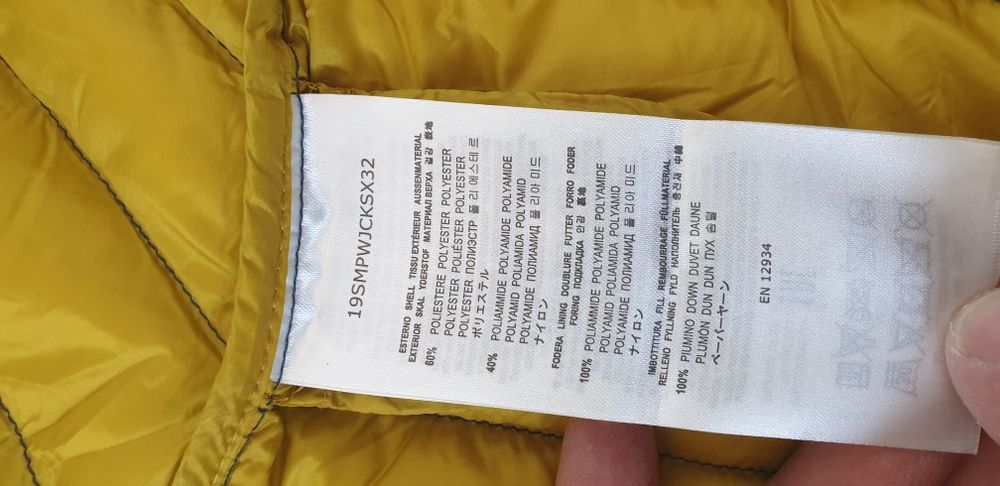 19SMPWJCKSX32
ESTERNO SHELL TISSU EXTÉRIEUR AUSSENMATERIAL
EXTERIOR SKAL YDERSTOF МАТЕРИАЛ ВЕРХА 겉감 表地
60% POLIESTERE POLYESTER POLYESTER
POLYESTER POLIÉSTER POLYESTER
POLYESTER ПОЛИЭСТР 폴 리 에스테 르
ポリエステル
40% POLIAMMIDE POLYAMIDE POLYAMIDE
POLYAMID POLIAMIDA POLYAMID
POLYAMIDE ПОЛИАМИД 폴 리아 미드
ナイロン
FODERA LINING DOUBLURE FUTTER FORRO FODER
FORING ПОДКЛАДКА 안감 裏地
100% POLIAMMIDE POLYAMIDE POLYAMIDE
POLYAMID POLIAMIDA POLYAMID
POLYAMIDE ПОЛИАМИД 폴 리아 미드
ナイロン
IMBOTTITURA FILL REMBOURRAGE FÜLLMATERIAL
RELLENO FYLLNING FYLD НАПОЛНИТЕЛЬ 충전재 中綿
100% PIUMINO DOWN DUVET DAUNE
PLUMÓN DUN DUN ПУХ 솜털
ペーパーヤーン
EN 12934